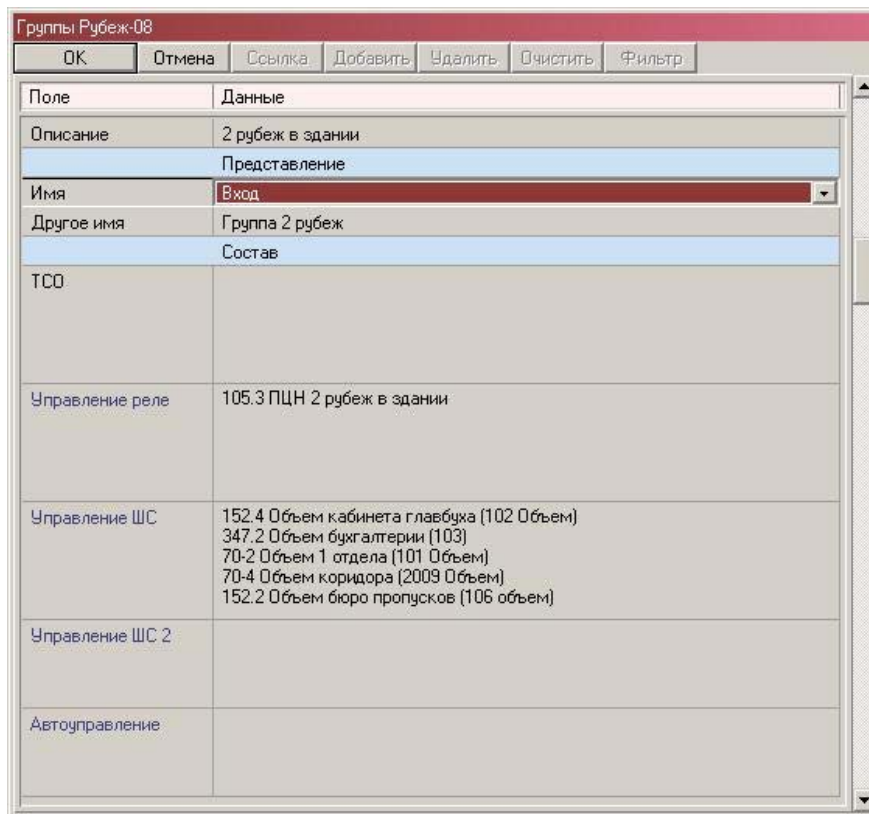 Группы Рубеж-08
ОК Отмена Ссылка Добавить Удалить Очистить Фильтр
Поле Данные
Описание 2 рубеж в здании
Представление
Имя Вход
Другое имя Группа 2 рубеж
Состав
ТСО
Управление реле 105.3 ПЦН 2 рубеж в здании
Управление ШС 152.4 Объем кабинета главбуха (102 Объем)
347.2 Объем бухгалтерии (103)
70-2 Объем 1 отдела (101 Объем)
70-4 Объем коридора (2009 Объем)
152.2 Объем бюро пропусков (106 объем)
Управление ШС 2
Автоуправление